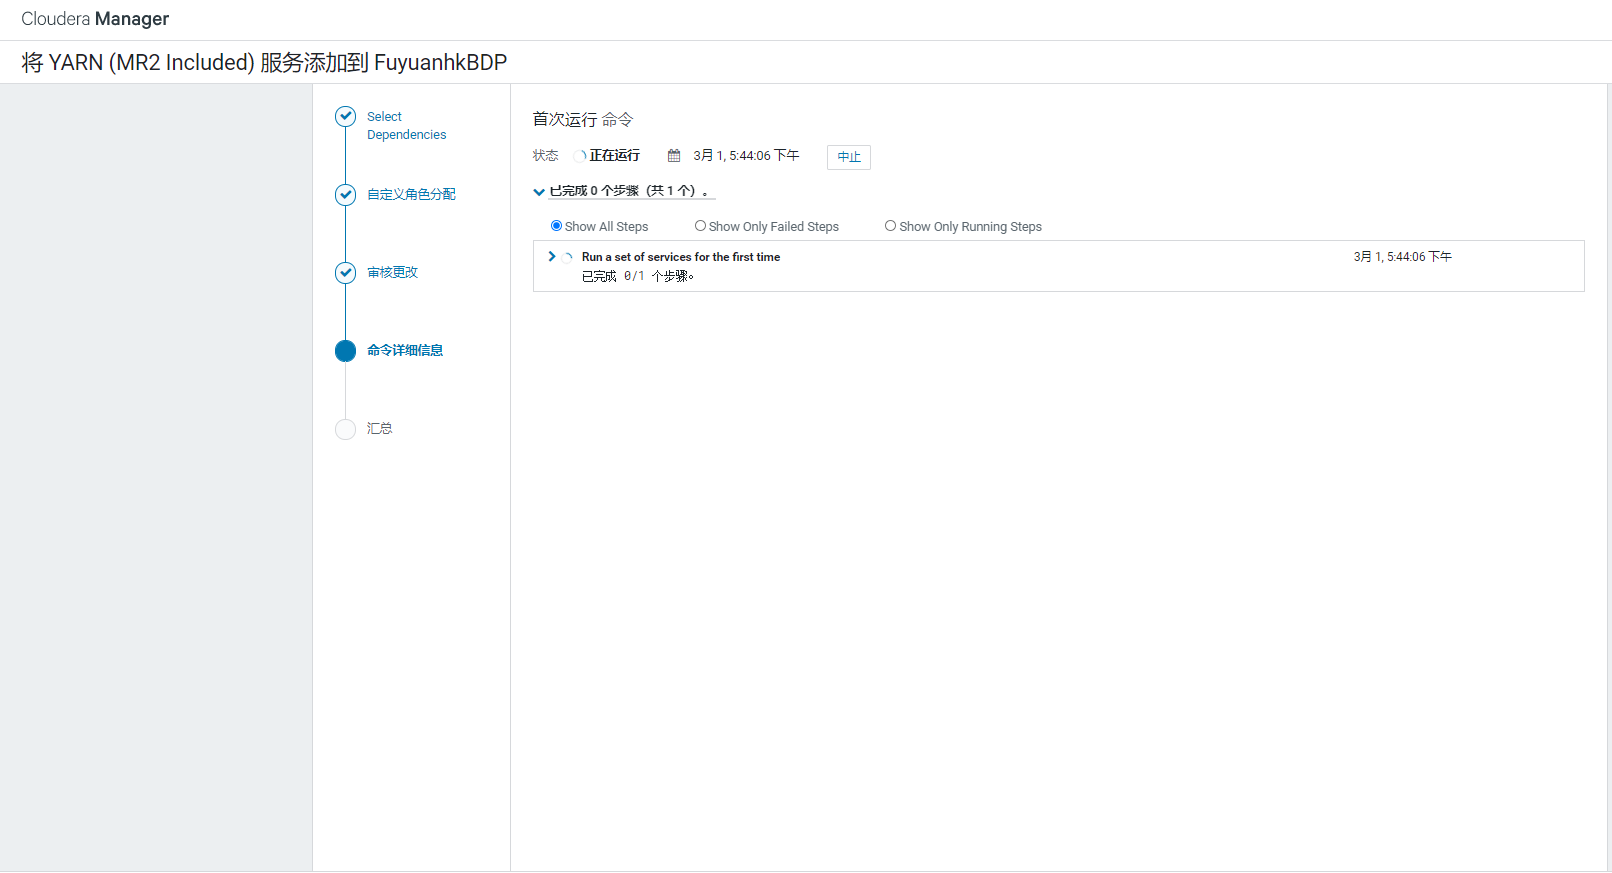 Cloudera Manager
将 YARN (MR2 Included) 服务添加到 FuyuanhkBDP
Select
Dependencies
自定义角色分配
审核更改
命令详细信息
汇总
首次运行 命令
状态 正在运行 3月 1, 5:44:06 下午 中止
已完成 0 个步骤（共 1 个）。
Show All Steps Show Only Failed Steps Show Only Running Steps
Run a set of services for the first time 3月 1, 5:44:06 下午
已完成 0/1 个步骤。